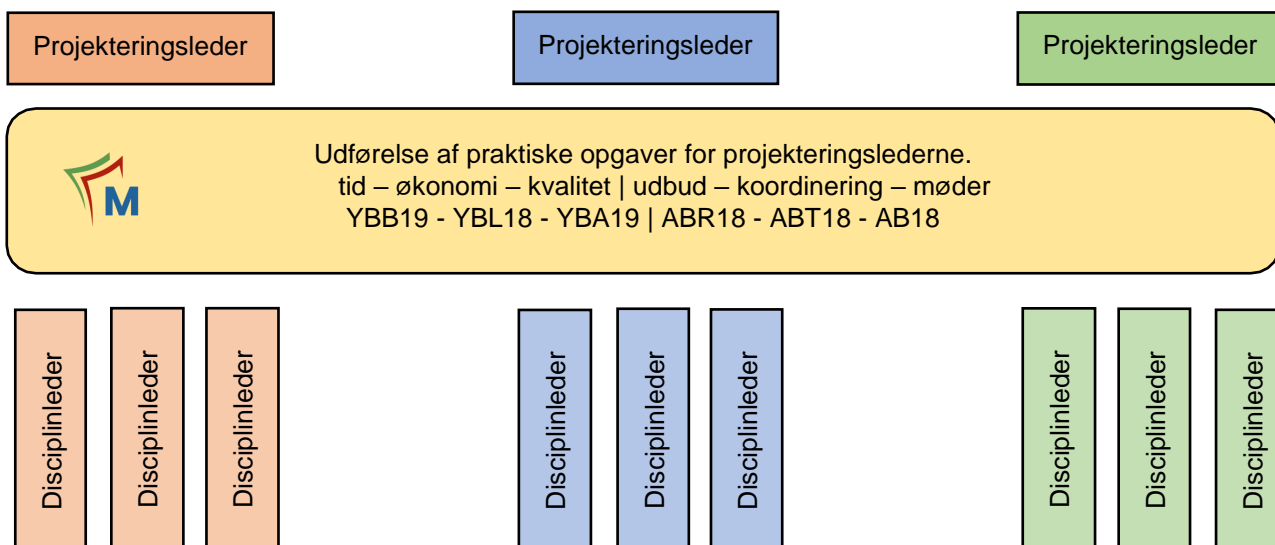 Projekteringsleder
Projekteringsleder
Projekteringsleder
M
Udførelse af praktiske opgaver for projekteringslederne.
tid – økonomi – kvalitet | udbud – koordinering – møder
YBB19 - YBL18 - YBA19 | ABR18 - ABT18 - AB18
Disciplinleder
Disciplinleder
Disciplinleder
Disciplinleder
Disciplinleder
Disciplinleder
Disciplinleder
Disciplinleder
Disciplinleder